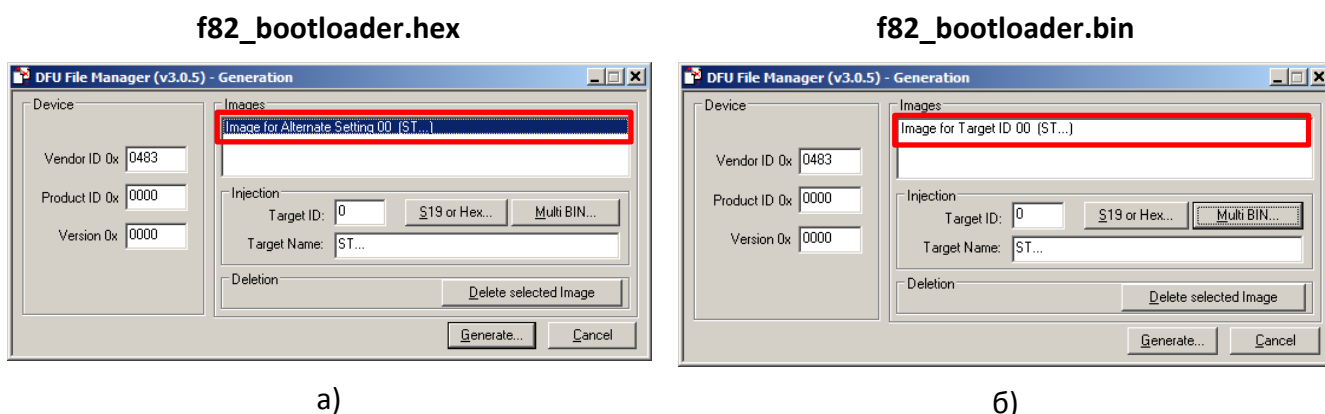 f82_bootloader.hex
DFU File Manager (v3.0.5) - Generation
Device
Vendor ID 0x 0483
Product ID 0x 0000
Version 0x 0000
Images
Image for Alternate Setting 00 (ST...)
Injection
Target ID: 0 S19 or Hex... Multi BIN...
Target Name: ST...
Deletion
Delete selected Image
Generate... Cancel
а)
f82_bootloader.bin
DFU File Manager (v3.0.5) - Generation
Device
Vendor ID 0x 0483
Product ID 0x 0000
Version 0x 0000
Images
Image for Target ID 00 (ST...)
Injection
Target ID: 0 S19 or Hex... Multi BIN...
Target Name: ST...
Deletion
Delete selected Image
Generate... Cancel
б)